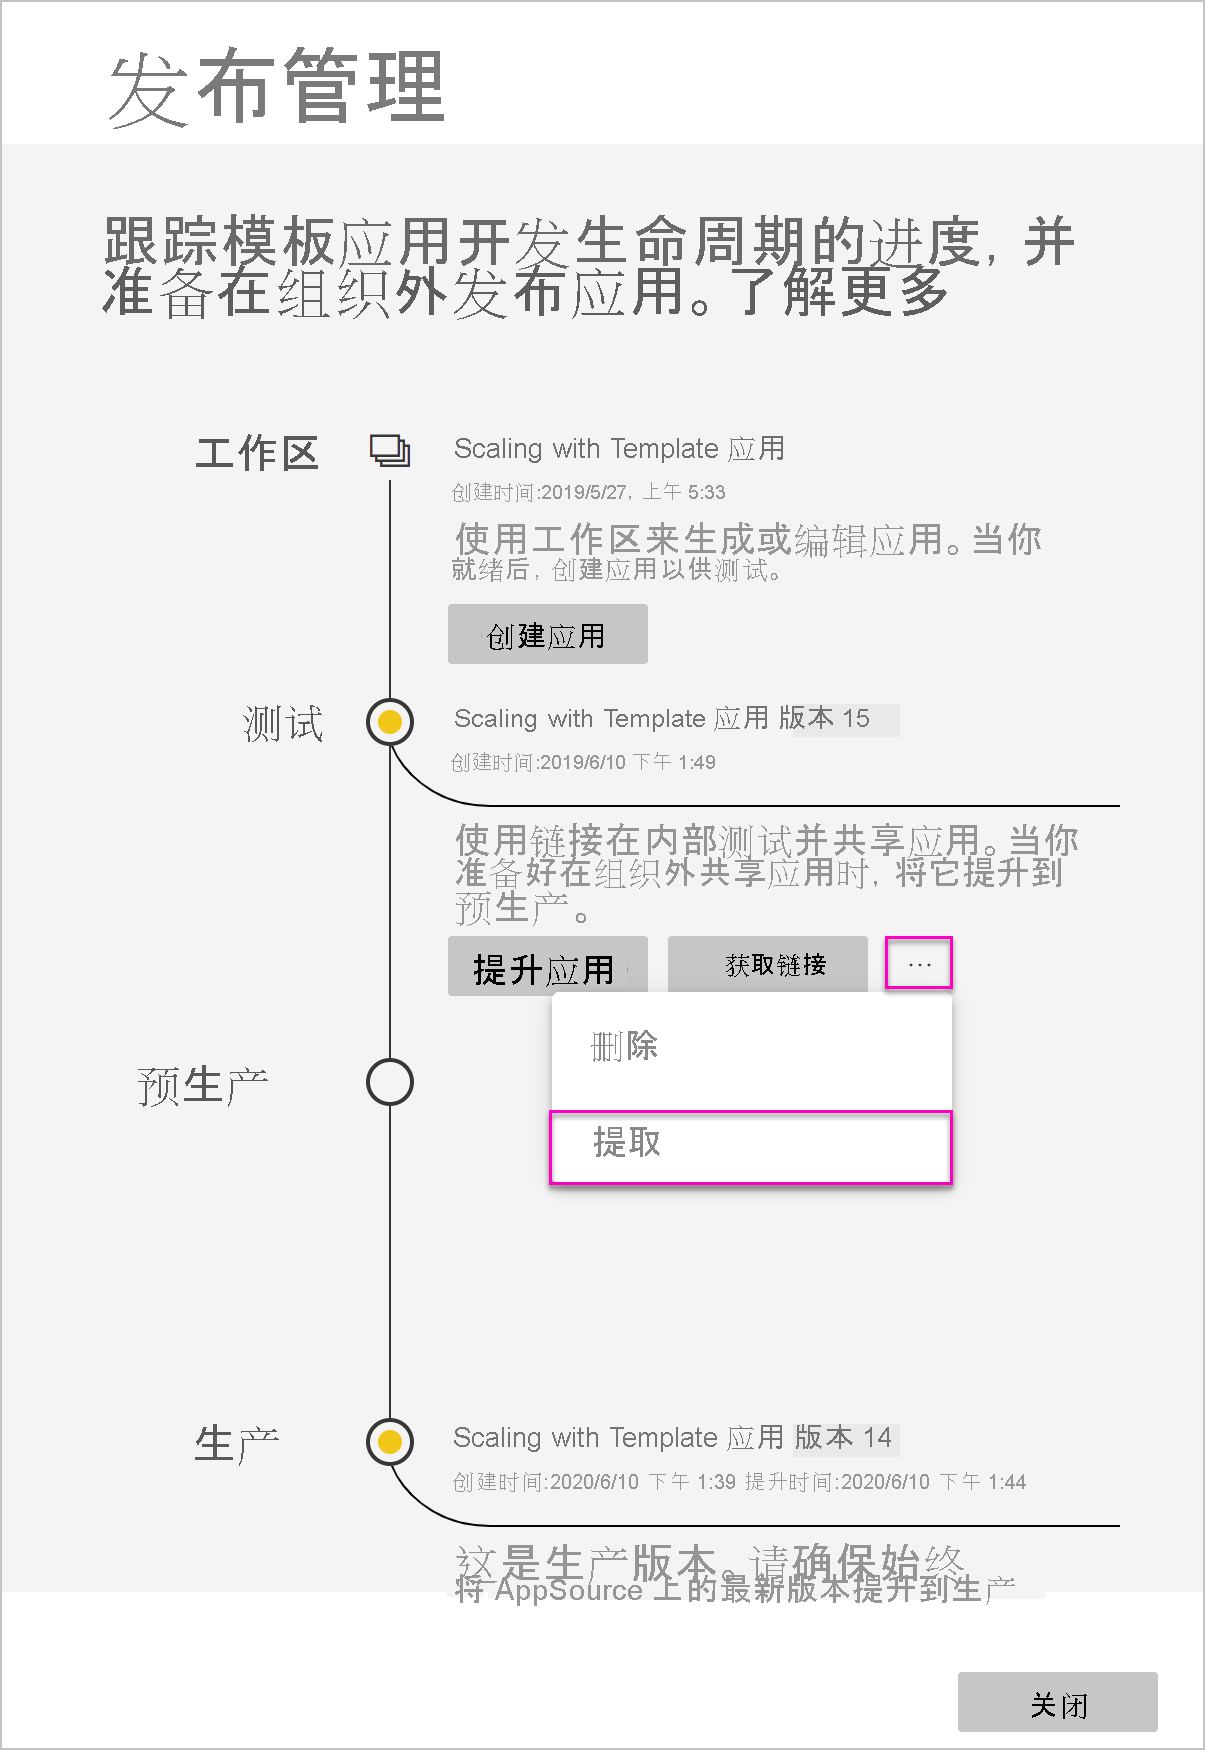 发布管理
跟踪模板应用开发生命周期的进度, 并
准备在组织外发布应用。了解更多
工作区
Scaling with Template 应用
创建时间:2019/5/27, 上午 5:33
使用工作区来生成或编辑应用。当你
就绪后, 创建应用以供测试。
创建应用
测试
Scaling with Template 应用 版本 15
创建时间:2019/6/10 下午 1:49
使用链接在内部测试并共享应用。当你
准备好在组织外共享应用时, 将它提升到
预生产。
提升应用
获取链接
...
删除
提取
预生产
生产
Scaling with Template 应用 版本 14
创建时间:2020/6/10 下午 1:39 提升时间:2020/6/10 下午 1:44
这是生产版本。请确保始终
将 AppSource 上的最新版本提升到生产
关闭